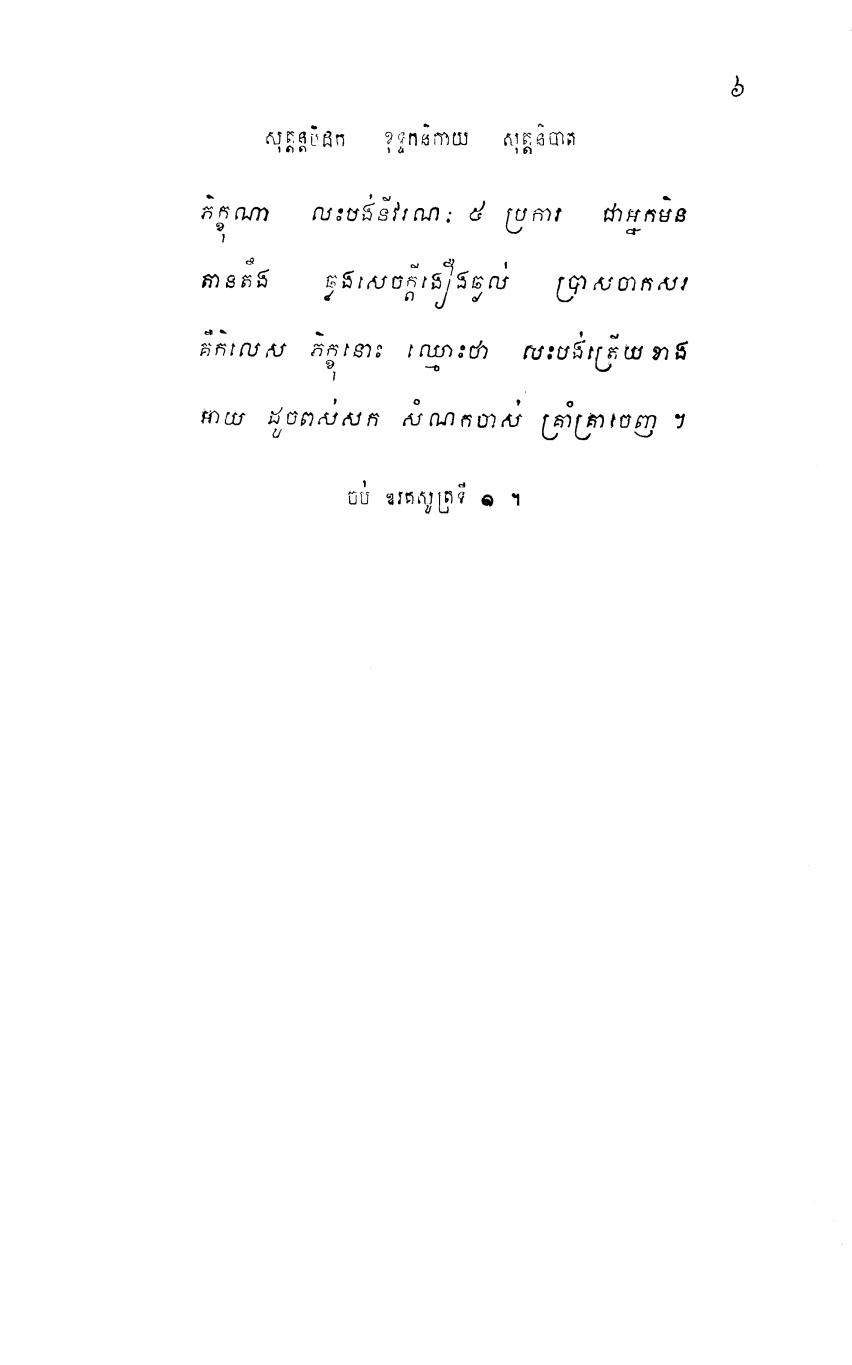 ៦
សុត្តន្តបិដក ខុទ្ទកនិកាយ សុត្តនិបាត
ភិក្ខុណា លះបង់នីវរណៈ ៥ ប្រការ ជាអ្នកមិន
មានតឹង ឆ្លងសេចក្តីងឿងឆ្ងល់ ប្រាសចាកសរ
គឺកិលេស ភិក្ខុនោះ ឈ្មោះថា លះបង់ត្រើយខាង
អាយ ដូចពស់សក សំណកចាស់ គ្រាំគ្រាចេញ ។
ចប់ ឧរគសូត្រទី ១ ។